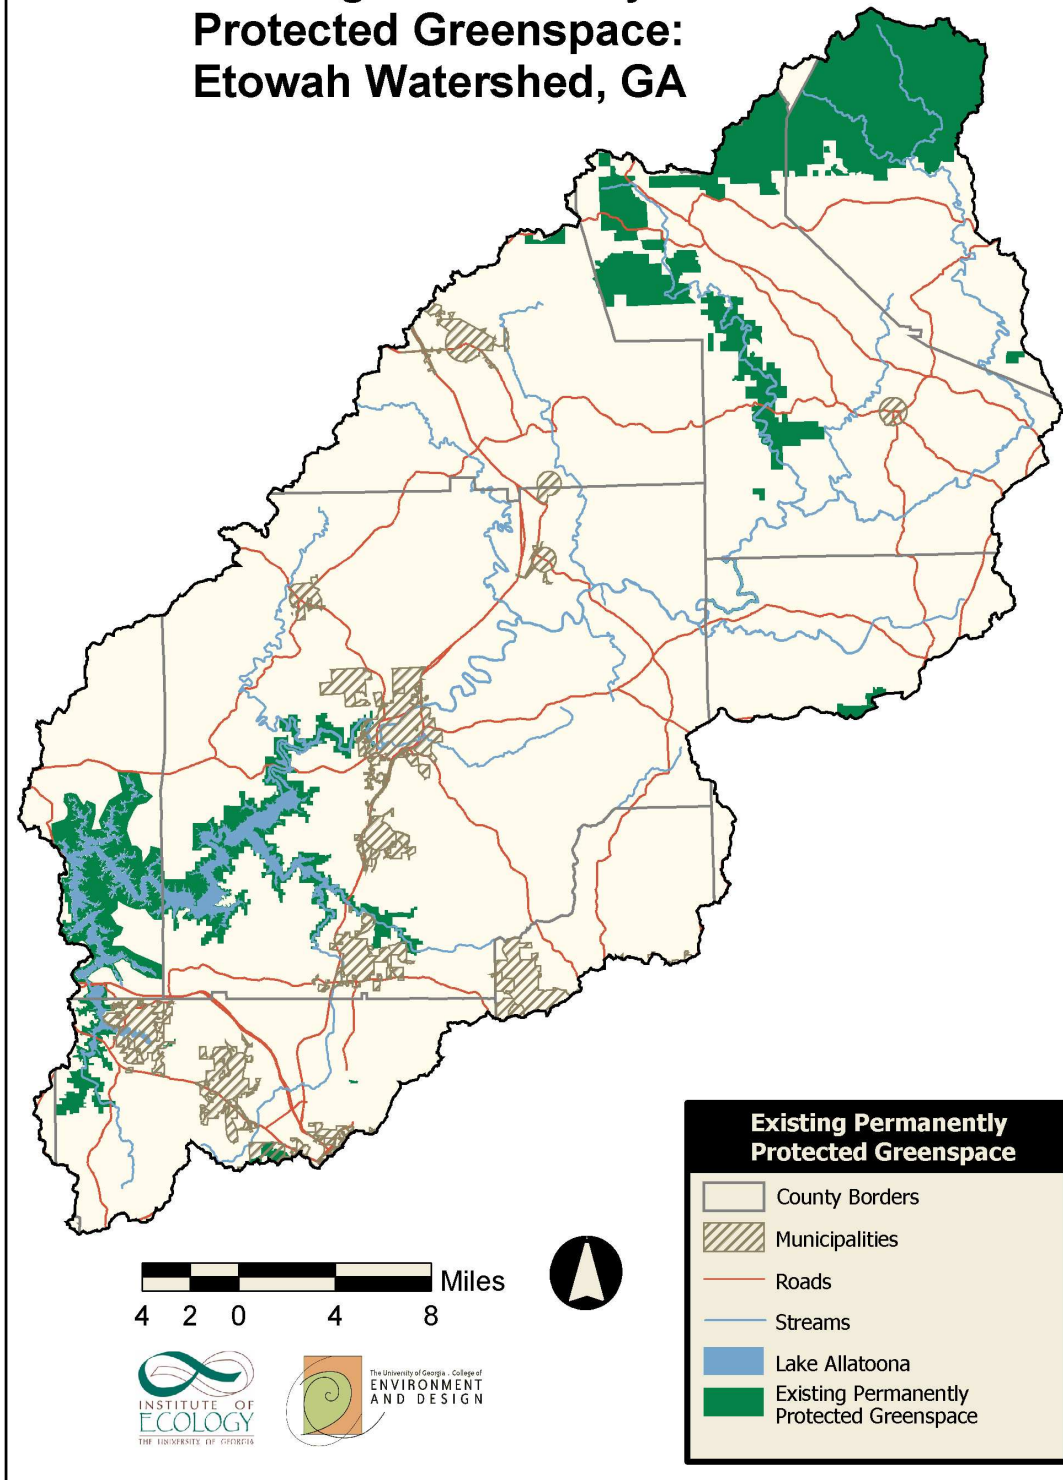 Protected Greenspace:
Etowah Watershed, GA
Existing Permanently
Protected Greenspace
County Borders
Municipalities
Roads
Streams
Lake Allatoona
Existing Permanently
Protected Greenspace
Miles
4 2 0 4 8
INSTITUTE OF
ECOLOGY
THE UNIVERSITY OF GEORGIA
The University of Georgia . College of
ENVIRONMENT
AND DESIGN